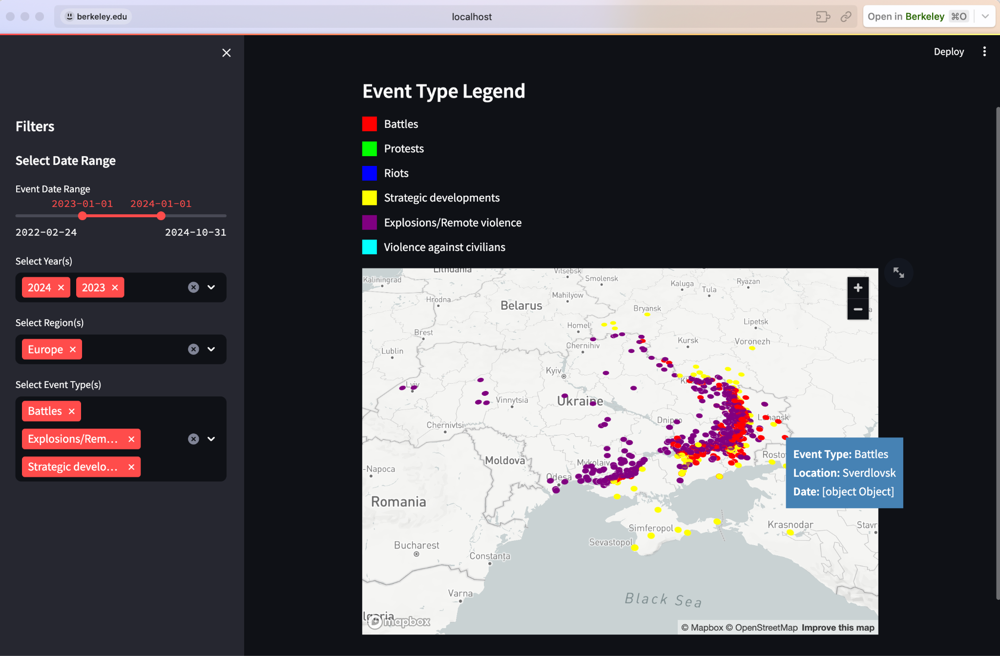 berkeley.edu
localhost
Open in Berkeley ⌘O
Deploy
Filters
Select Date Range
Event Date Range
2023-01-01 2024-01-01
2022-02-24 2024-10-31
Select Year(s)
2024 2023
Select Region(s)
Europe
Select Event Type(s)
Battles
Explosions/Rem...
Strategic develo...
Event Type Legend
Battles
Protests
Riots
Strategic developments
Explosions/Remote violence
Violence against civilians
Lithuania
Vitsebsk
Kaliningrad
Smolensk
Kaluga
Ryazan
Tula
Hrodna
Mahilyow
Belarus
Bryansk
Homel
Lipetsk
Brest
Kursk
Voronezh
Lublin
Chernihiv
Kyiv
Lviv
Vinnytsia
Ukraine
Dnipro
Luhansk
Chernivtsi
Moldova
Mykolaiv
-Napoca
Odesa
Rosto
Event Type: Battles
Location: Sverdlovsk
Date: [object Object]
Romania
Simferopol
Krasnodar
Stavr
Sevastopol
Bucharest
Constanța
Varna
Black Sea
lgaria
mapbox
© Mapbox © OpenStreetMap Improve this map